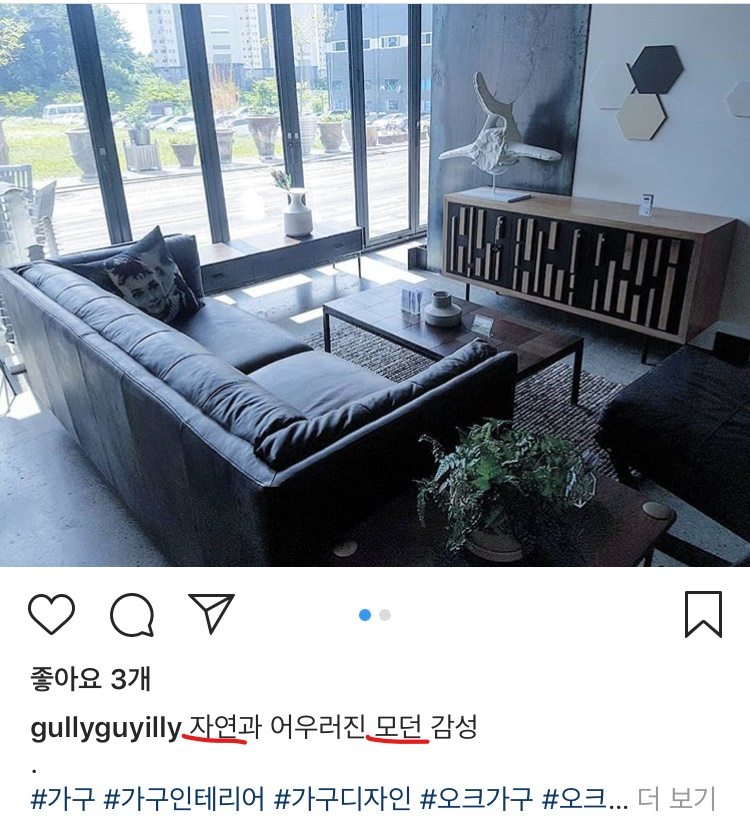 좋아요 3개
gullyguyilly 자연과 어우러진 모던 감성
.
#가구 #가구인테리어 #가구디자인 #오크가구 #오크... 더 보기